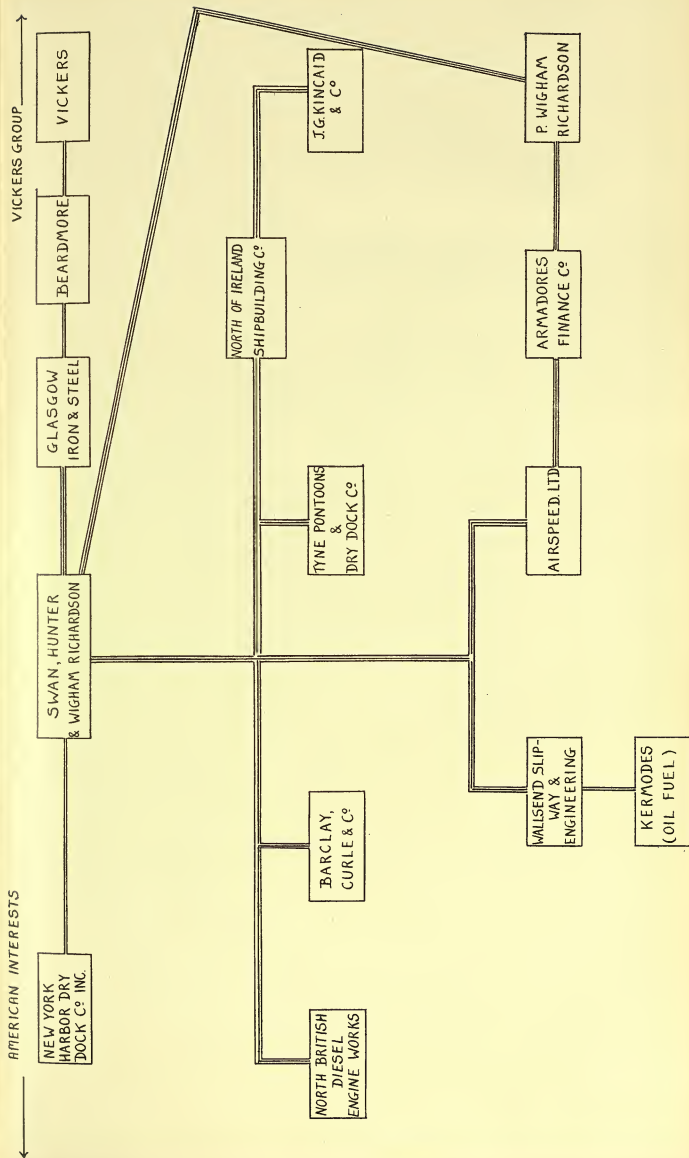 AMERICAN INTERESTS
VICKERS GROUP
NEW YORK
HARBOR DRY
DOCK Cº INC.
SWAN, HUNTER
& WIGHAM RICHARDSON
GLASGOW
IRON & STEEL
BEARDMORE
VICKERS
NORTH BRITISH
DIESEL
ENGINE WORKS
BARCLAY,
CURLE & Cº
TYNE PONTOONS
&
DRY DOCK Cº
NORTH OF IRELAND
SHIPBUILDING Cº
J.G.KINCAID
& Cº
WALLSEND SLIP-
WAY &
ENGINEERING
AIRSPEED. LTD
ARMADORES
FINANCE Cº
P. WIGHAM
RICHARDSON
KERMODES
(OIL FUEL)